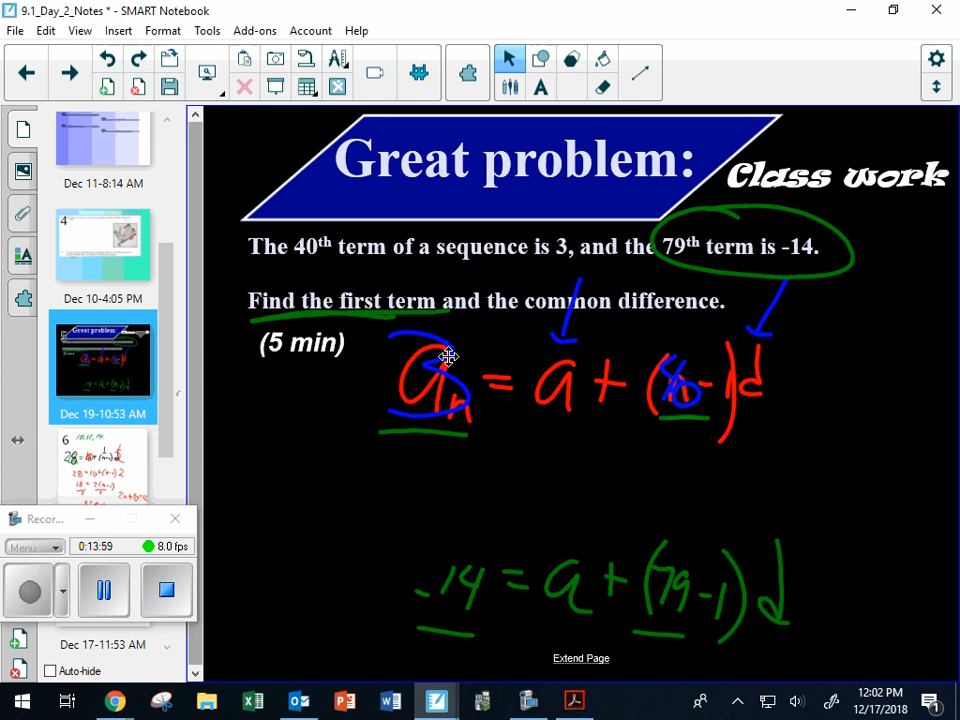 9.1_Day_2_Notes * - SMART Notebook
File Edit View Insert Format Tools Add-ons Account Help
Dec 11-8:14 AM
4
Dec 10-4:05 PM
Dec 19-10:53 AM
6
Great problem:
Class work
The 40th term of a sequence is 3, and the 79th term is -14.
Find the first term and the common difference.
(5 min)
an = a + (n-1)d
-14 = a + (79-1)d
Extend Page
Recor...
Menu
0:13:59
8.0 fps
Dec 17-11:53 AM
Auto-hide
12:02 PM
12/17/2018
1